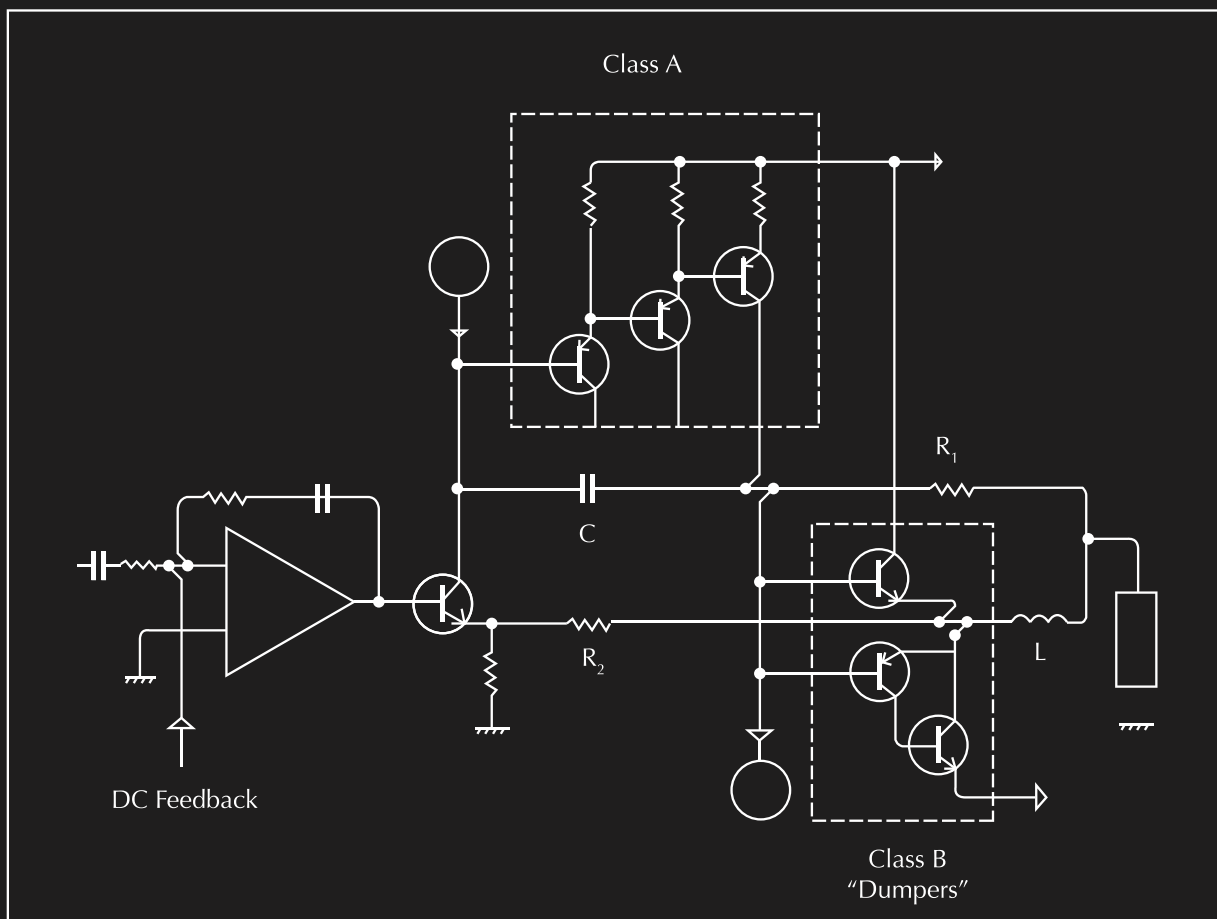 Class A
R₁
C
R₂
L
DC Feedback
Class B
“Dumpers”